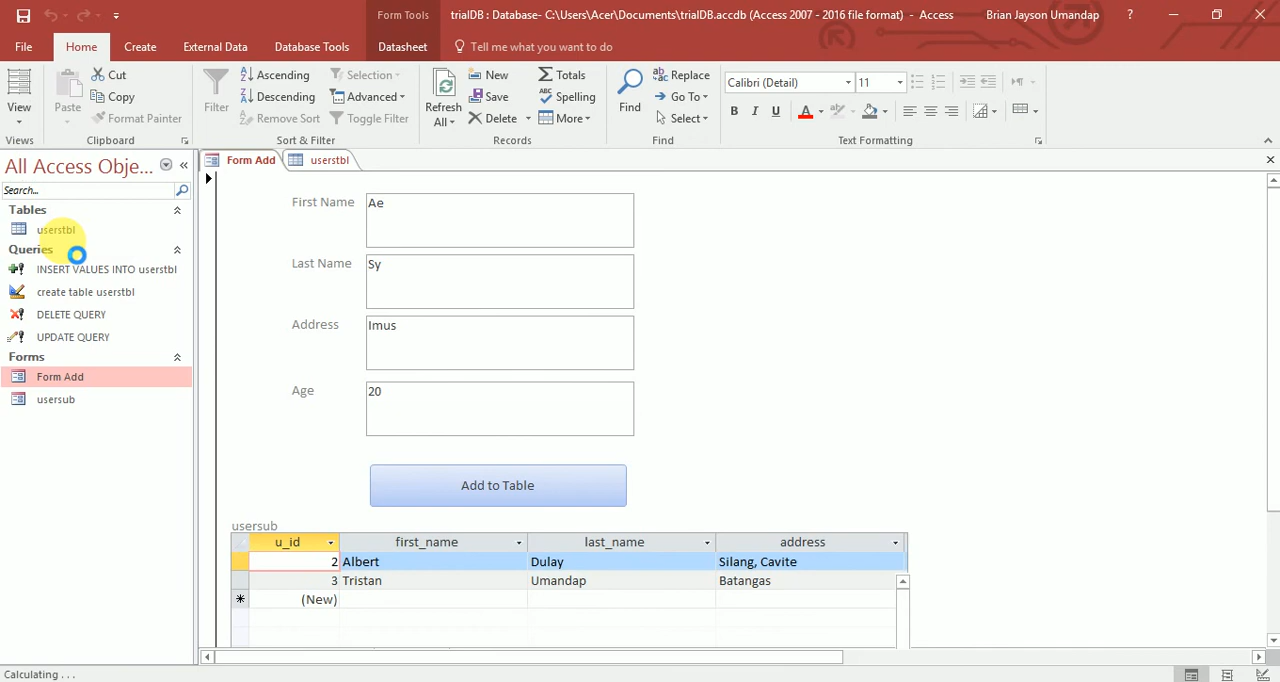 Form Tools
trialDB : Database- C:\Users\Acer\Documents\trialDB.accdb (Access 2007 - 2016 file format) - Access
Brian Jayson Umandap
?
File
Home
Create
External Data
Database Tools
Datasheet
Tell me what you want to do
View
Views
Paste
Cut
Copy
Format Painter
Clipboard
Filter
Ascending
Descending
Remove Sort
Selection
Advanced
Toggle Filter
Sort & Filter
Refresh
All
New
Save
Delete
Totals
Spelling
More
Records
Find
Replace
Go To
Select
Find
Calibri (Detail)
11
B I U
Text Formatting
All Access Obje...
Search...
Tables
userstbl
Queries
INSERT VALUES INTO userstbl
create table userstbl
DELETE QUERY
UPDATE QUERY
Forms
Form Add
usersub
Form Add
userstbl
First Name
Ae
Last Name
Sy
Address
Imus
Age
20
Add to Table
usersub
u_id first_name last_name address
2 Albert Dulay Silang, Cavite
3 Tristan Umandap Batangas
(New)
Calculating . . .